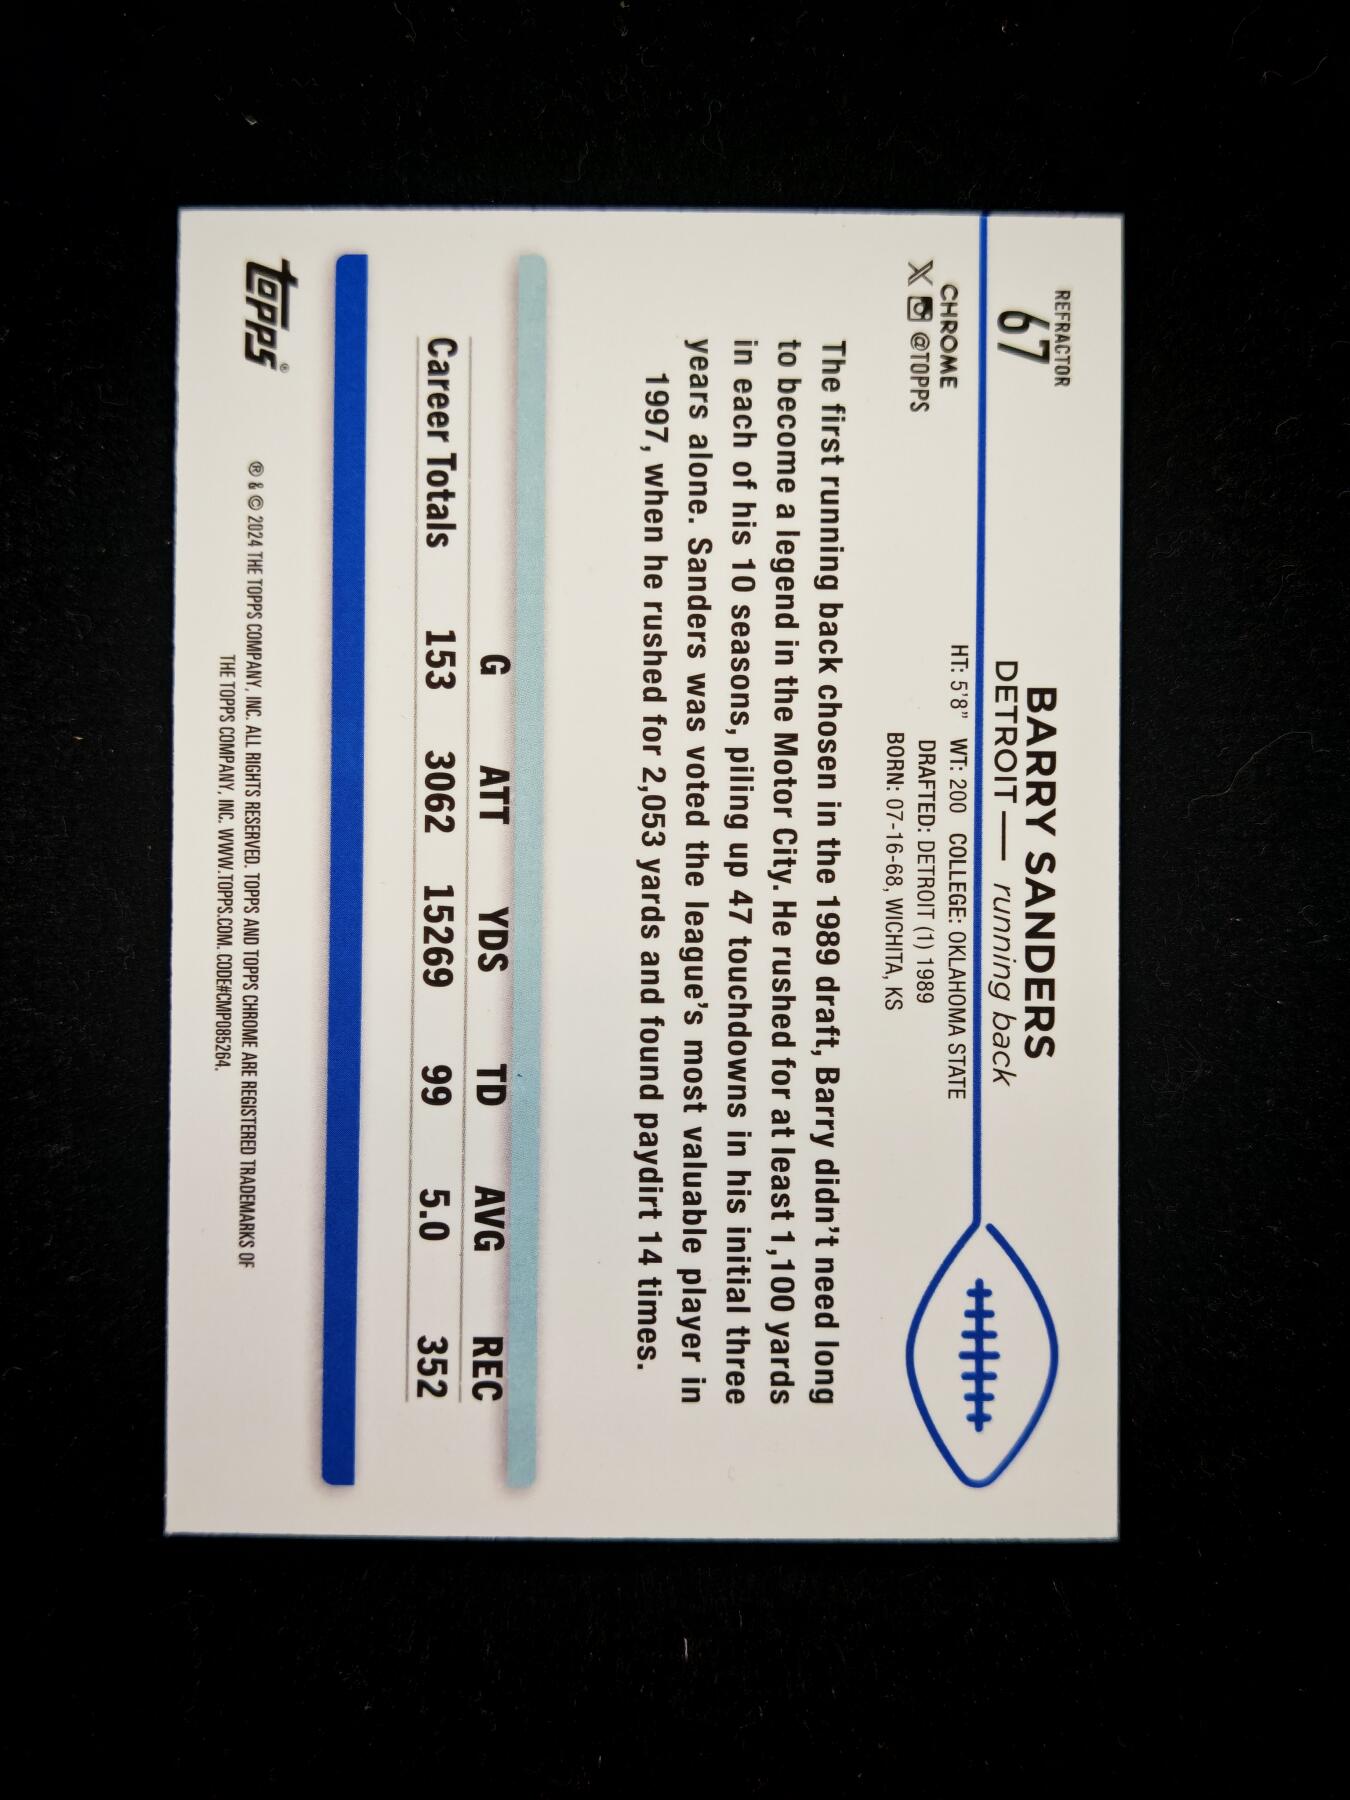 REFRACTOR
67
BARRY SANDERS
DETROIT — running back
CHROME
X @TOPPS
HT: 5'8" WT: 200 COLLEGE: OKLAHOMA STATE
DRAFTED: DETROIT (1) 1989
BORN: 07-16-68, WICHITA, KS
The first running back chosen in the 1989 draft, Barry didn't need long
to become a legend in the Motor City. He rushed for at least 1,100 yards
in each of his 10 seasons, piling up 47 touchdowns in his initial three
years alone. Sanders was voted the league's most valuable player in
1997, when he rushed for 2,053 yards and found paydirt 14 times.
G ATT YDS TD AVG REC
Career Totals 153 3062 15269 99 5.0 352
topps®
® & © 2024 THE TOPPS COMPANY, INC. ALL RIGHTS RESERVED. TOPPS AND TOPPS CHROME ARE REGISTERED TRADEMARKS OF
THE TOPPS COMPANY, INC. WWW.TOPPS.COM. CODE#CMP085264.